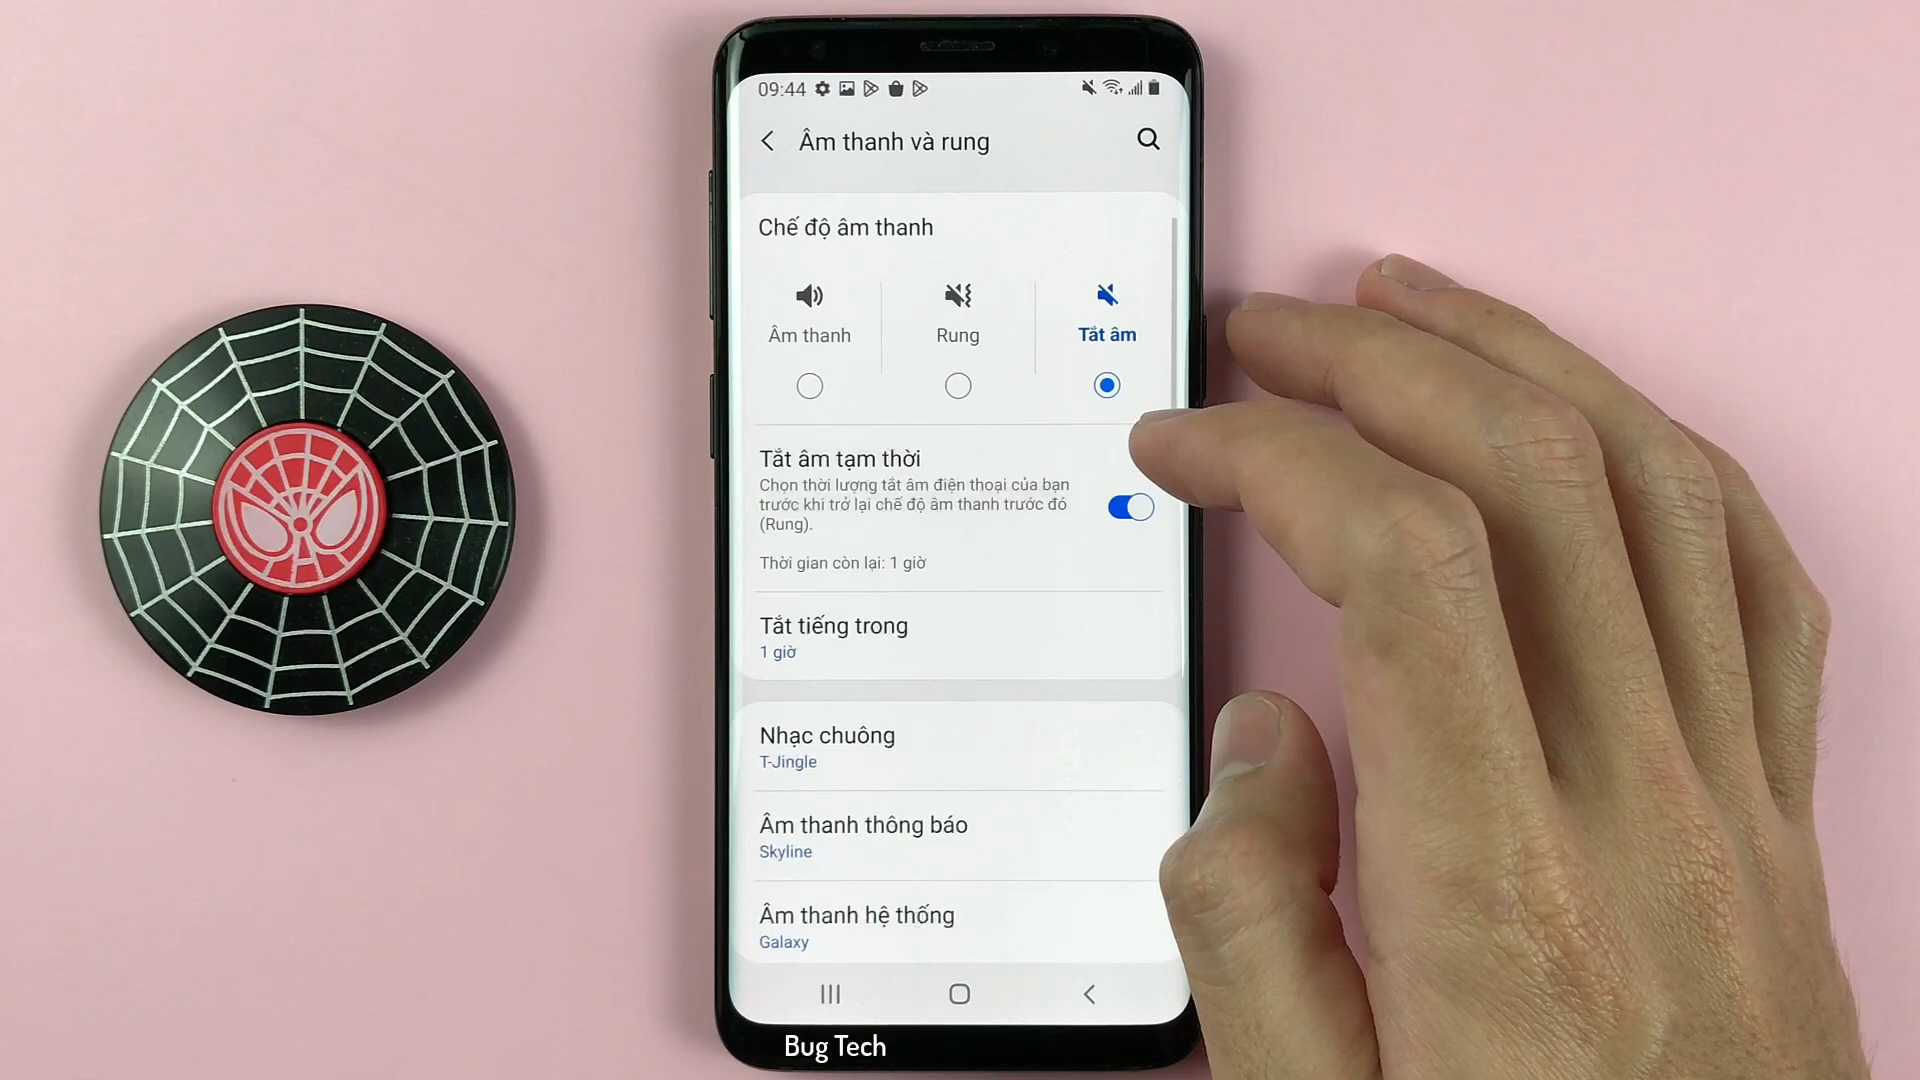 09:44
Âm thanh và rung
Chế độ âm thanh
Âm thanh
Rung
Tắt âm
Tắt âm tạm thời
Chọn thời lượng tắt âm điện thoại của bạn
trước khi trở lại chế độ âm thanh trước đó
(Rung).
Thời gian còn lại: 1 giờ
Tắt tiếng trong
1 giờ
Nhạc chuông
T-Jingle
Âm thanh thông báo
Skyline
Âm thanh hệ thống
Galaxy
Bug Tech